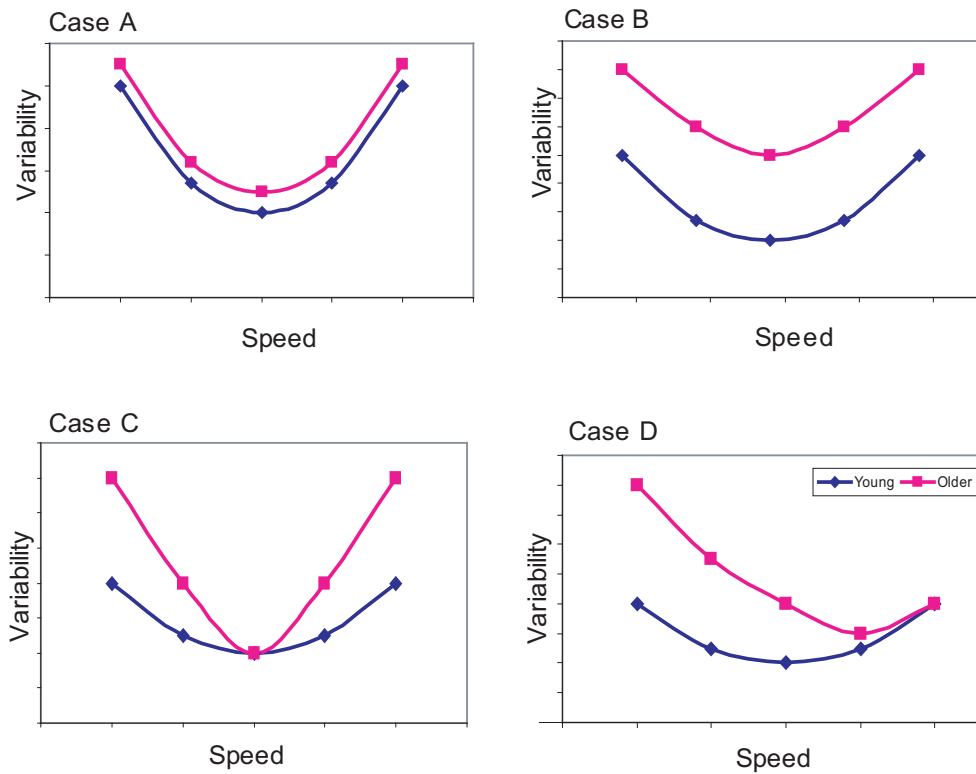 Case A
Variability
Speed
Case B
Variability
Speed
Case C
Variability
Speed
Case D
Young Older
Variability
Speed